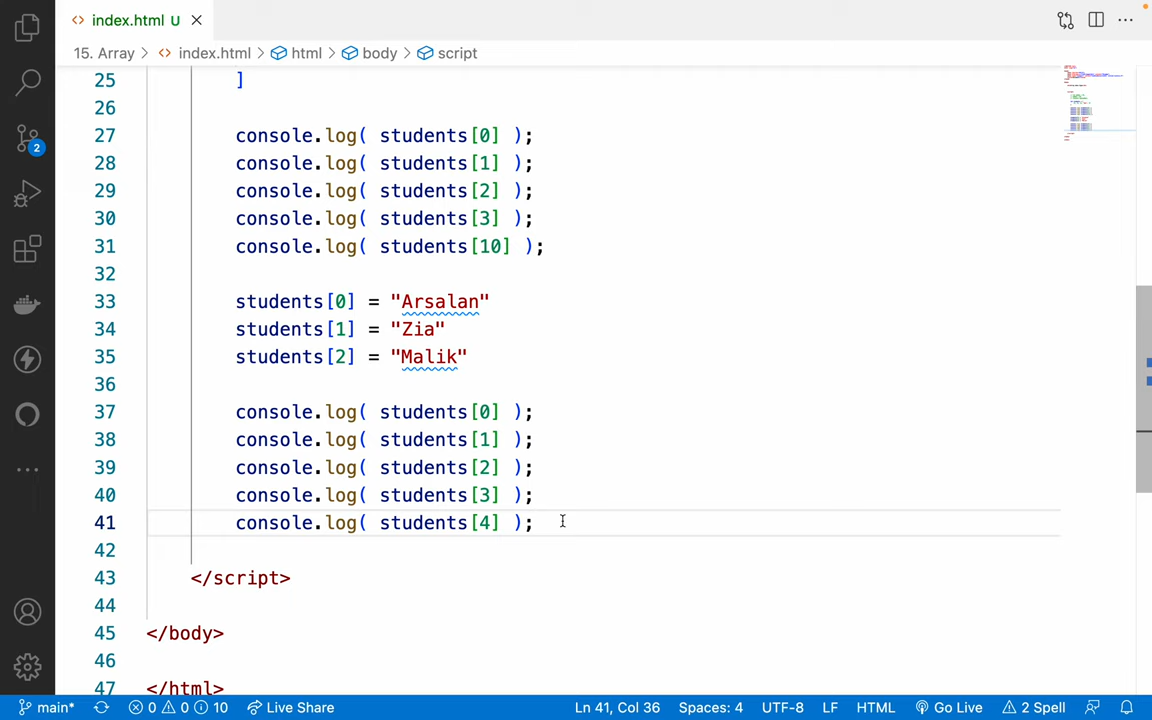 index.html U
15. Array > index.html > html > body > script
25 ]
26
27 console.log( students[0] );
28 console.log( students[1] );
29 console.log( students[2] );
30 console.log( students[3] );
31 console.log( students[10] );
32
33 students[0] = "Arsalan"
34 students[1] = "Zia"
35 students[2] = "Malik"
36
37 console.log( students[0] );
38 console.log( students[1] );
39 console.log( students[2] );
40 console.log( students[3] );
41 console.log( students[4] );
42
43 </script>
44
45 </body>
46
47 </html>
2
main* 0 0 10 Live Share Ln 41, Col 36 Spaces: 4 UTF-8 LF HTML Go Live 2 Spell